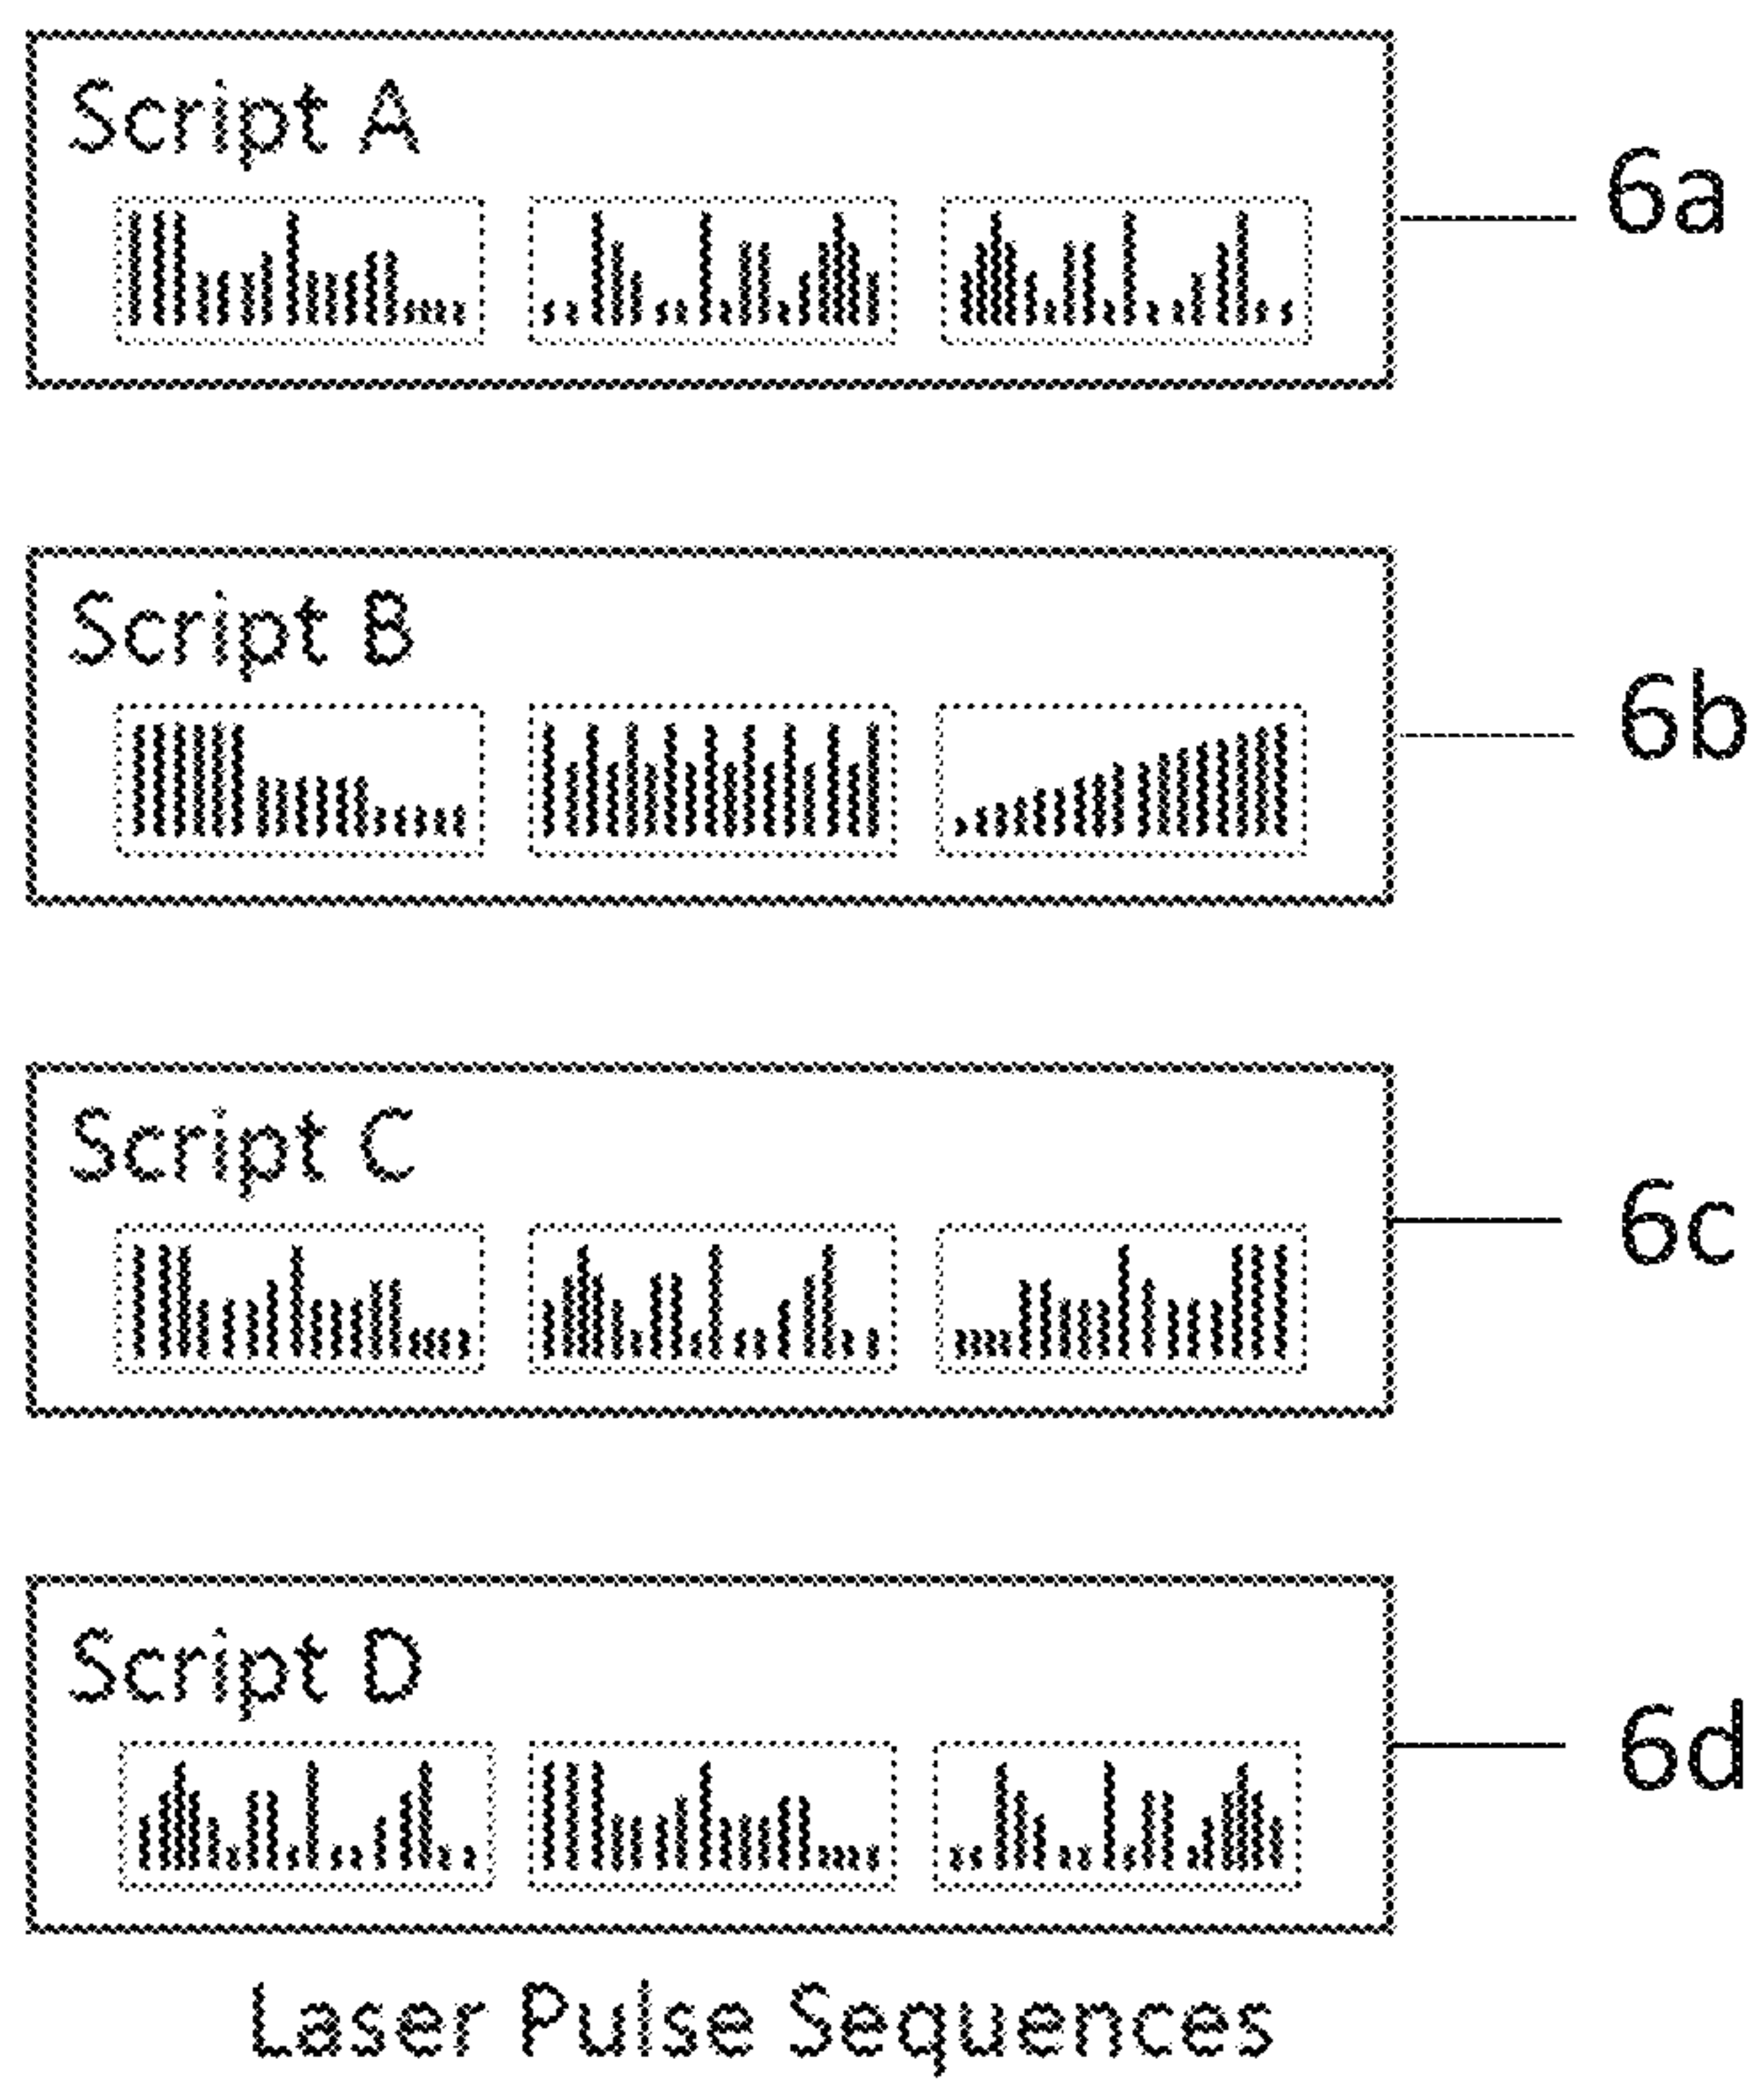 Script A
6a
Script B
6b
Script C
6c
Script D
6d
Laser Pulse Sequences